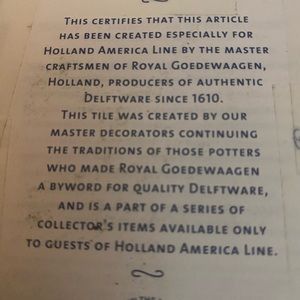 THIS CERTIFIES THAT THIS ARTICLE
HAS BEEN CREATED ESPECIALLY FOR
HOLLAND AMERICA LINE BY THE MASTER
CRAFTSMEN OF ROYAL GOEDEWAAGEN,
HOLLAND, PRODUCERS OF AUTHENTIC
DELFTWARE SINCE 1610.
THIS TILE WAS CREATED BY OUR
MASTER DECORATORS CONTINUING
THE TRADITIONS OF THOSE POTTERS
WHO MADE ROYAL GOEDEWAAGEN
A BYWORD FOR QUALITY DELFTWARE,
AND IS A PART OF A SERIES OF
COLLECTOR'S ITEMS AVAILABLE ONLY
TO GUESTS OF HOLLAND AMERICA LINE.
THE